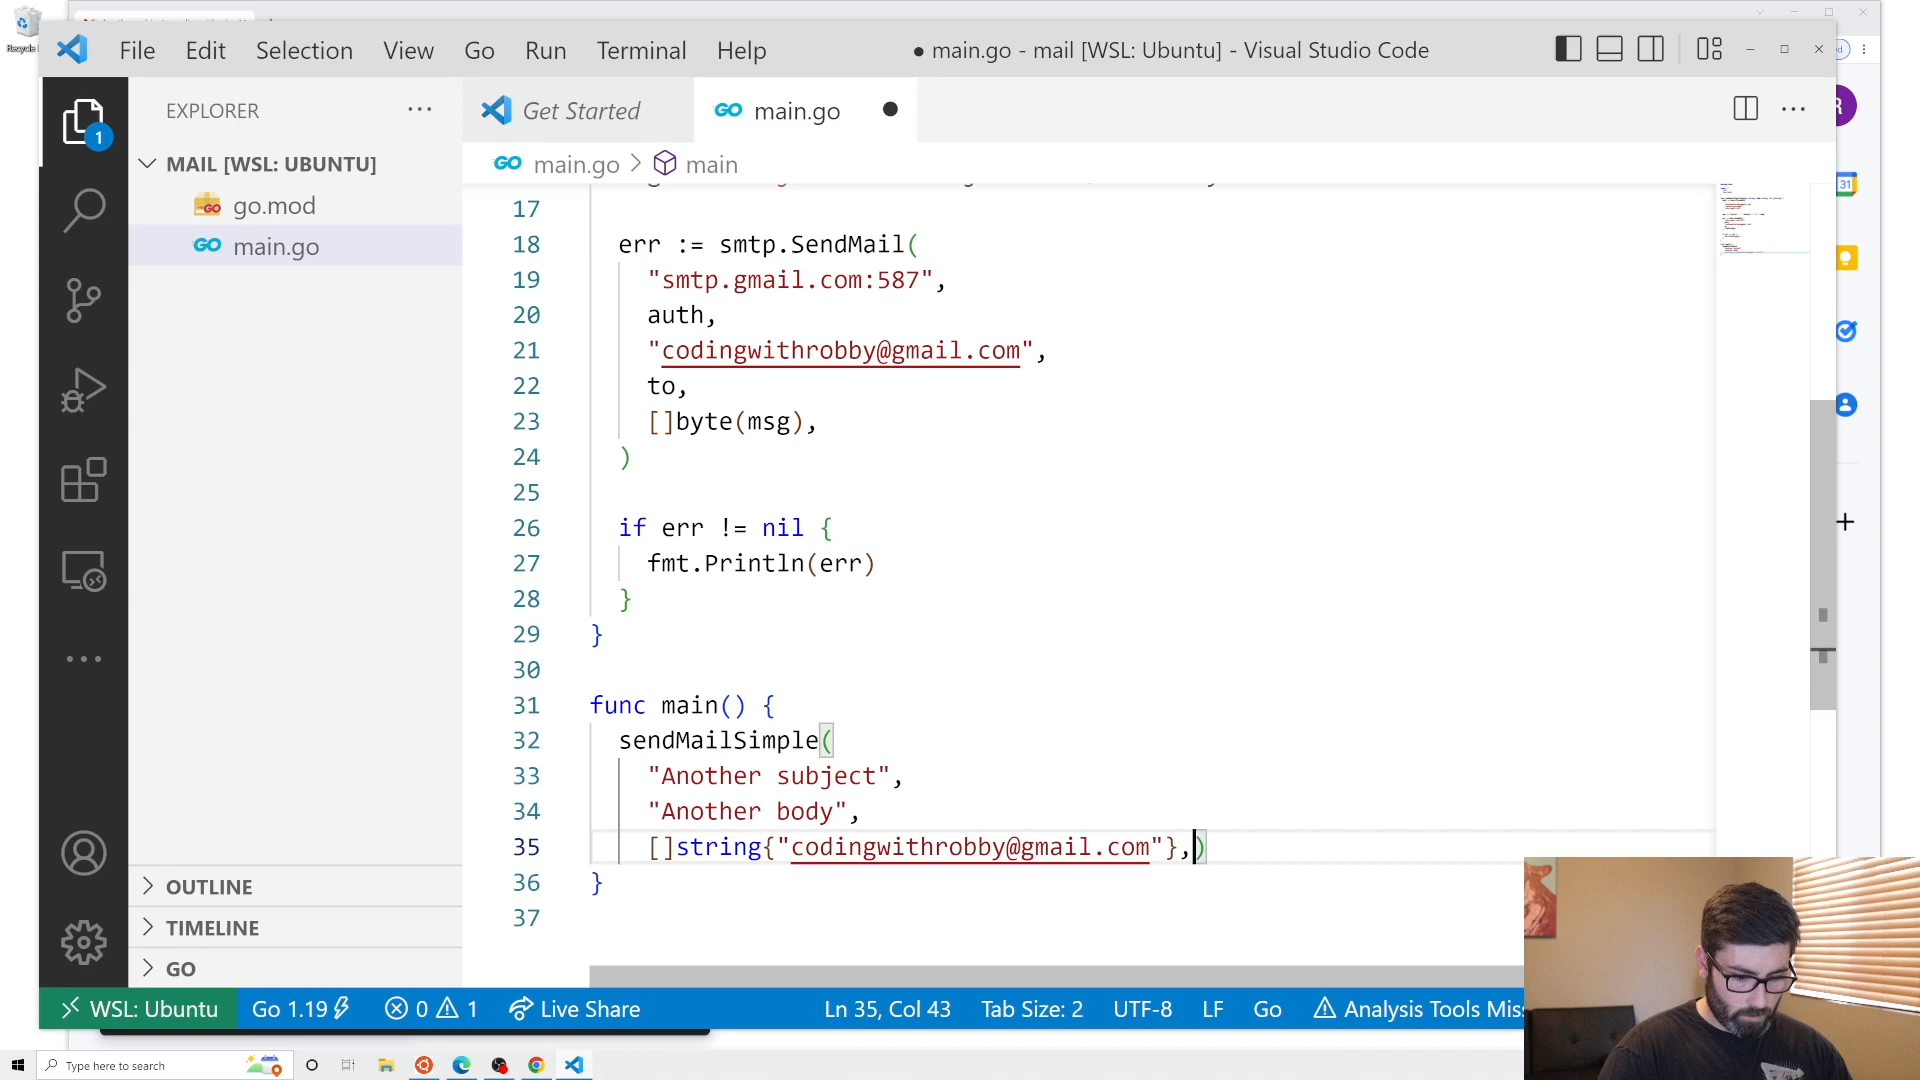 File Edit Selection View Go Run Terminal Help
● main.go - mail [WSL: Ubuntu] - Visual Studio Code
EXPLORER
Get Started
main.go
1
MAIL [WSL: UBUNTU]
main.go > main
go.mod
main.go
17
18 err := smtp.SendMail(
19 "smtp.gmail.com:587",
20 auth,
21 "codingwithrobby@gmail.com",
22 to,
23 []byte(msg),
24 )
25
26 if err != nil {
27 fmt.Println(err)
28 }
29 }
30
31 func main() {
32 sendMailSimple(
33 "Another subject",
34 "Another body",
35 []string{"codingwithrobby@gmail.com"},)
36 }
37
OUTLINE
TIMELINE
GO
31
WSL: Ubuntu Go 1.19 0 1 Live Share Ln 35, Col 43 Tab Size: 2 UTF-8 LF Go Analysis Tools Mis
Type here to search